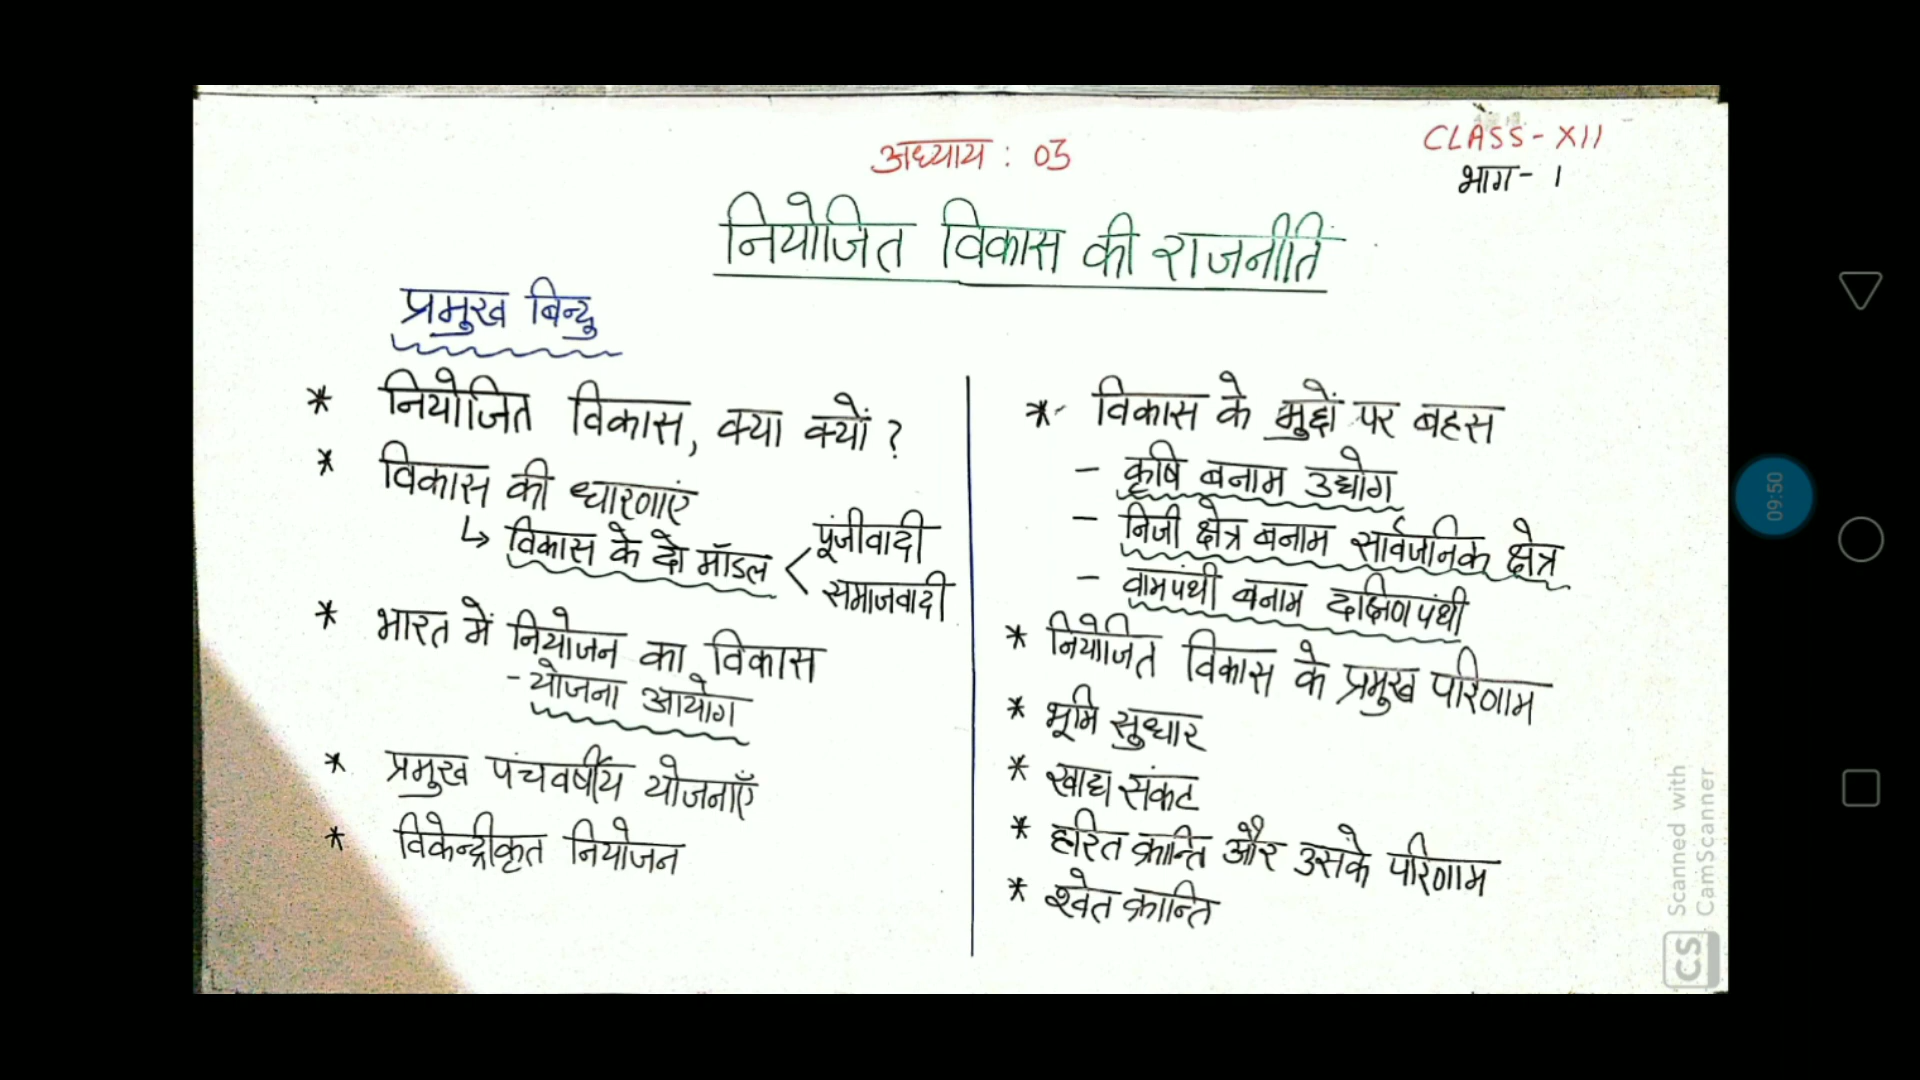 CLASS-XII
भाग- 1
अध्याय : 03
नियोजित विकास की राजनीति
प्रमुख बिन्दु
* नियोजित विकास, क्या क्यों ?
* विकास की धारणाएं
↳ विकास के दो मॉडल < पूंजीवादी
समाजवादी
* भारत में नियोजन का विकास
- योजना आयोग
* प्रमुख पंचवर्षीय योजनाएँ
* विकेन्द्रीकृत नियोजन
* विकास के मुद्दों पर बहस
- कृषि बनाम उद्योग
- निजी क्षेत्र बनाम सार्वजनिक क्षेत्र
- वामपंथी बनाम दक्षिणपंथी
* नियोजित विकास के प्रमुख परिणाम
* भूमि सुधार
* खाद्य संकट
* हरित क्रान्ति और उसके परिणाम
* श्वेत क्रान्ति
09:50
CS
Scanned with
CamScanner